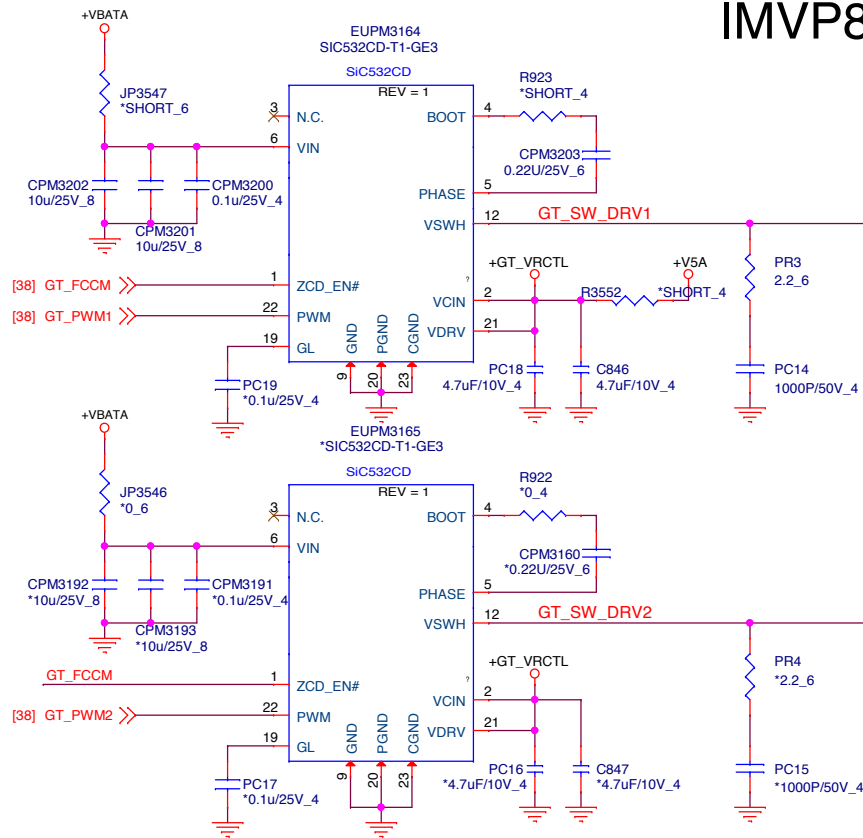 IMVP8
+VBATA
EUPM3164
SIC532CD-T1-GE3
SiC532CD
REV = 1
JP3547
*SHORT_6
R923
*SHORT_4
3
N.C.
BOOT
4
6
VIN
CPM3203
0.22U/25V_6
CPM3202
10u/25V_8
CPM3200
0.1u/25V_4
CPM3201
10u/25V_8
PHASE
5
VSWH
12
GT_SW_DRV1
+GT_VRCTL
+V5A
PR3
2.2_6
[38] GT_FCCM
1
ZCD_EN#
?
VCIN
2
R3552
*SHORT_4
[38] GT_PWM1
22
PWM
VDRV
21
19
GL
GND
PGND
CGND
9
20
23
PC19
*0.1u/25V_4
PC18
4.7uF/10V_4
C846
4.7uF/10V_4
PC14
1000P/50V_4
+VBATA
EUPM3165
*SIC532CD-T1-GE3
SiC532CD
REV = 1
JP3546
*0_6
R922
*0_4
3
N.C.
BOOT
4
6
VIN
CPM3160
*0.22U/25V_6
CPM3192
*10u/25V_8
CPM3191
*0.1u/25V_4
CPM3193
*10u/25V_8
PHASE
5
VSWH
12
GT_SW_DRV2
+GT_VRCTL
PR4
*2.2_6
GT_FCCM
1
ZCD_EN#
?
VCIN
2
[38] GT_PWM2
22
PWM
VDRV
21
19
GL
GND
PGND
CGND
9
20
23
PC17
*0.1u/25V_4
PC16
*4.7uF/10V_4
C847
*4.7uF/10V_4
PC15
*1000P/50V_4